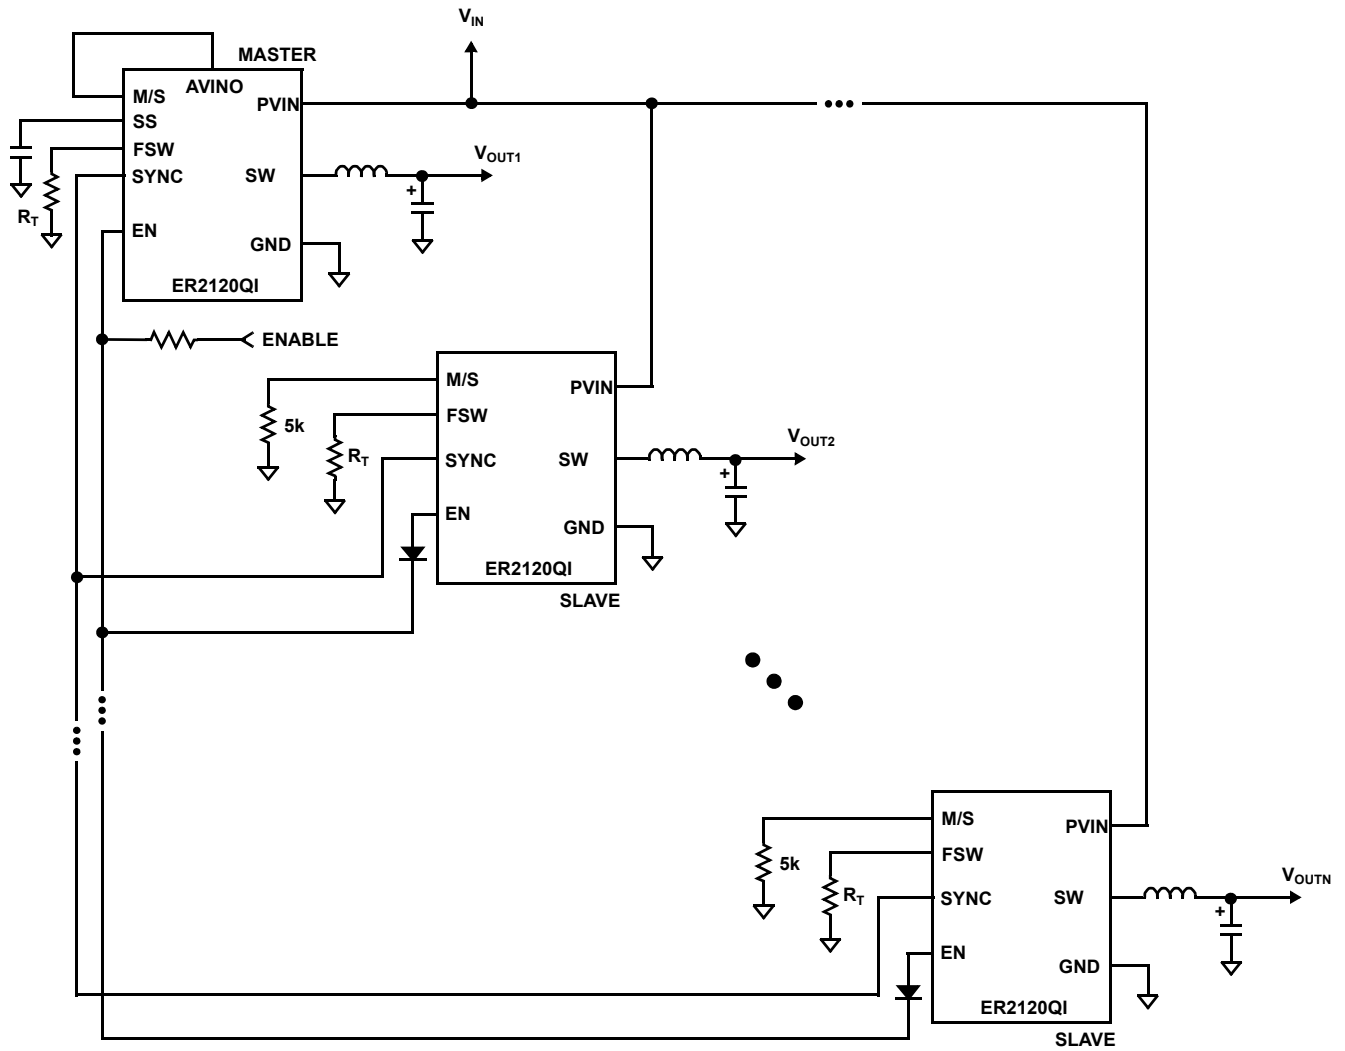 V_IN
MASTER
AVINO
M/S
PVIN
SS
FSW
V_OUT1
SYNC
SW
+
R_T
EN
GND
ER2120QI
ENABLE
M/S
PVIN
FSW
5k
V_OUT2
R_T
SYNC
SW
+
EN
GND
ER2120QI
SLAVE
M/S
PVIN
FSW
5k
V_OUTN
R_T
SYNC
SW
+
EN
GND
ER2120QI
SLAVE